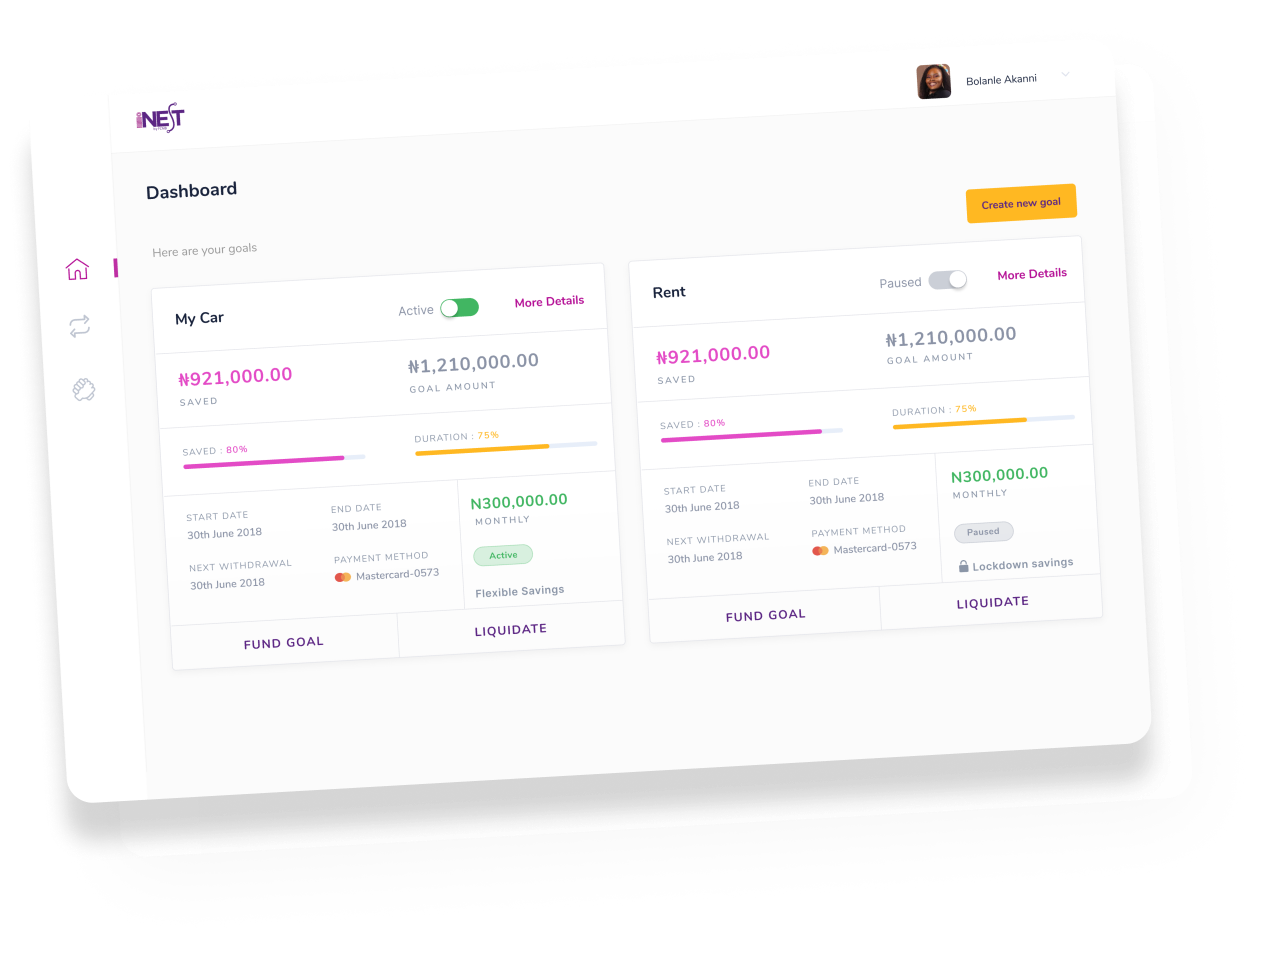 NEST
Bolanle Akanni
Dashboard
Create new goal
Here are your goals
My Car
Active
More Details
₦921,000.00
SAVED
₦1,210,000.00
GOAL AMOUNT
SAVED : 80%
DURATION : 75%
START DATE
30th June 2018
END DATE
30th June 2018
NEXT WITHDRAWAL
30th June 2018
PAYMENT METHOD
Mastercard-0573
N300,000.00
MONTHLY
Active
Flexible Savings
FUND GOAL
LIQUIDATE
Rent
Paused
More Details
₦921,000.00
SAVED
₦1,210,000.00
GOAL AMOUNT
SAVED : 80%
DURATION : 75%
START DATE
30th June 2018
END DATE
30th June 2018
NEXT WITHDRAWAL
30th June 2018
PAYMENT METHOD
Mastercard-0573
N300,000.00
MONTHLY
Paused
Lockdown savings
FUND GOAL
LIQUIDATE